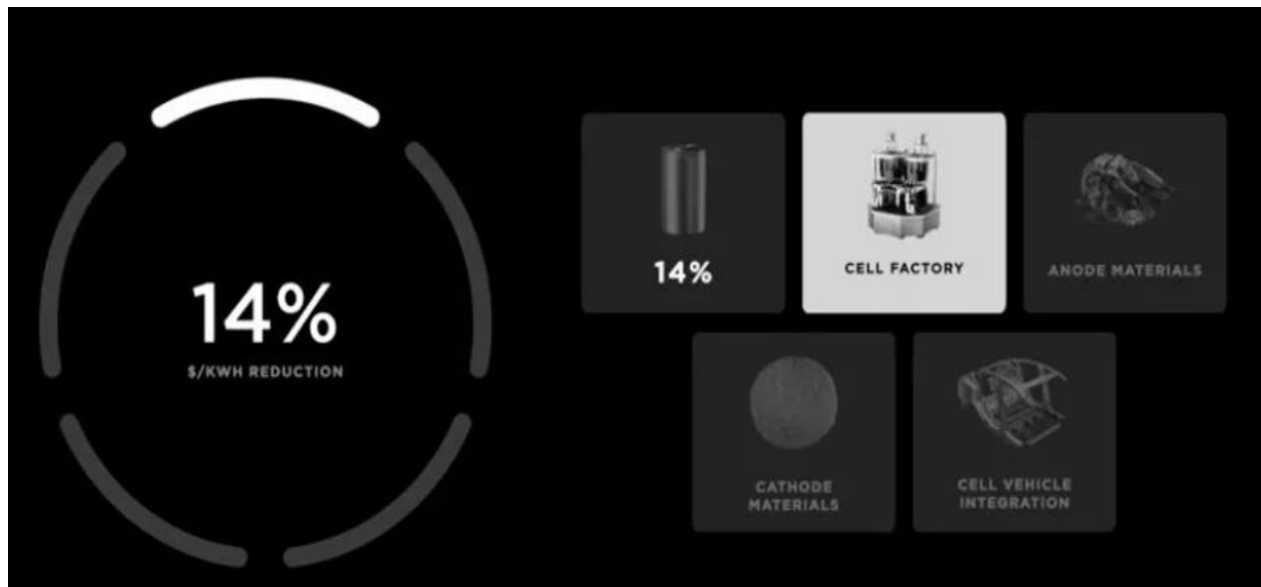 14%
$/KWH REDUCTION
14%
CELL FACTORY
ANODE MATERIALS
CATHODE
MATERIALS
CELL VEHICLE
INTEGRATION